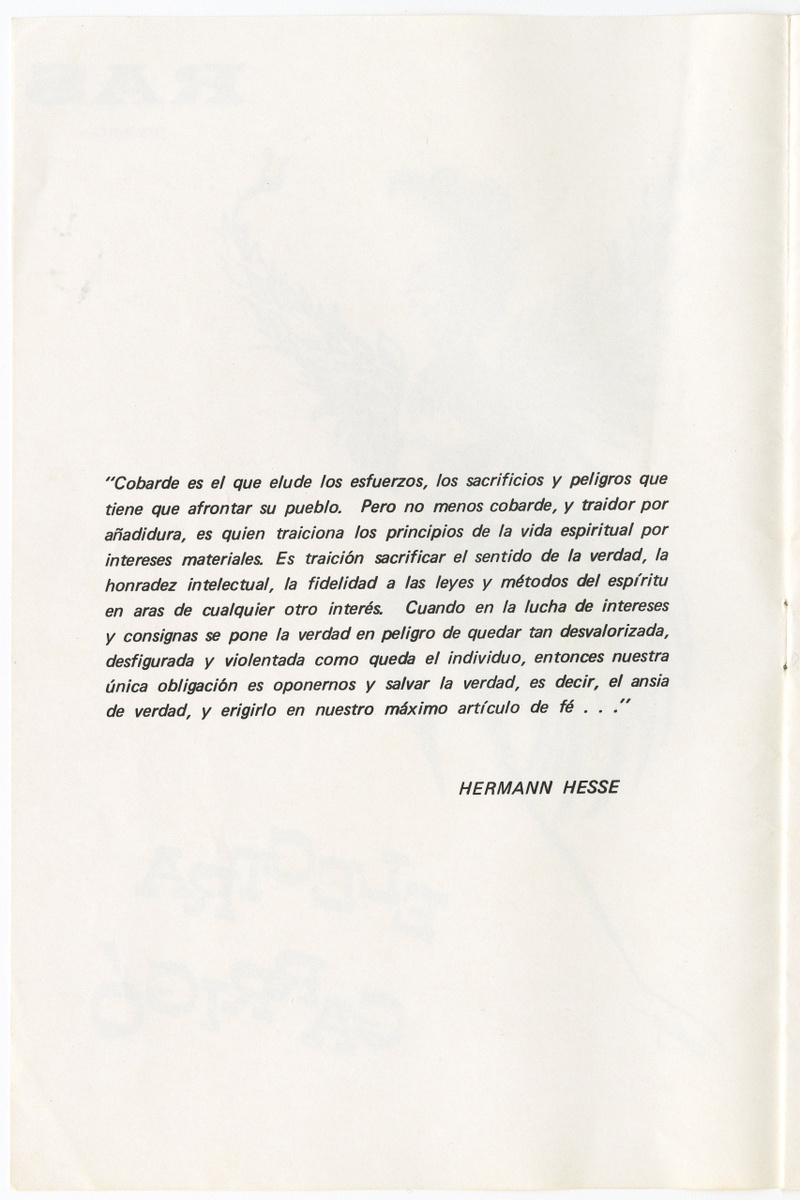 "Cobarde es el que elude los esfuerzos, los sacrificios y peligros que
tiene que afrontar su pueblo. Pero no menos cobarde, y traidor por
añadidura, es quien traiciona los principios de la vida espiritual por
intereses materiales. Es traición sacrificar el sentido de la verdad, la
honradez intelectual, la fidelidad a las leyes y métodos del espíritu
en aras de cualquier otro interés. Cuando en la lucha de intereses
y consignas se pone la verdad en peligro de quedar tan desvalorizada,
desfigurada y violentada como queda el individuo, entonces nuestra
única obligación es oponernos y salvar la verdad, es decir, el ansia
de verdad, y erigirlo en nuestro máximo artículo de fé . . ."
HERMANN HESSE
ELECTRA
GARRIGÓ